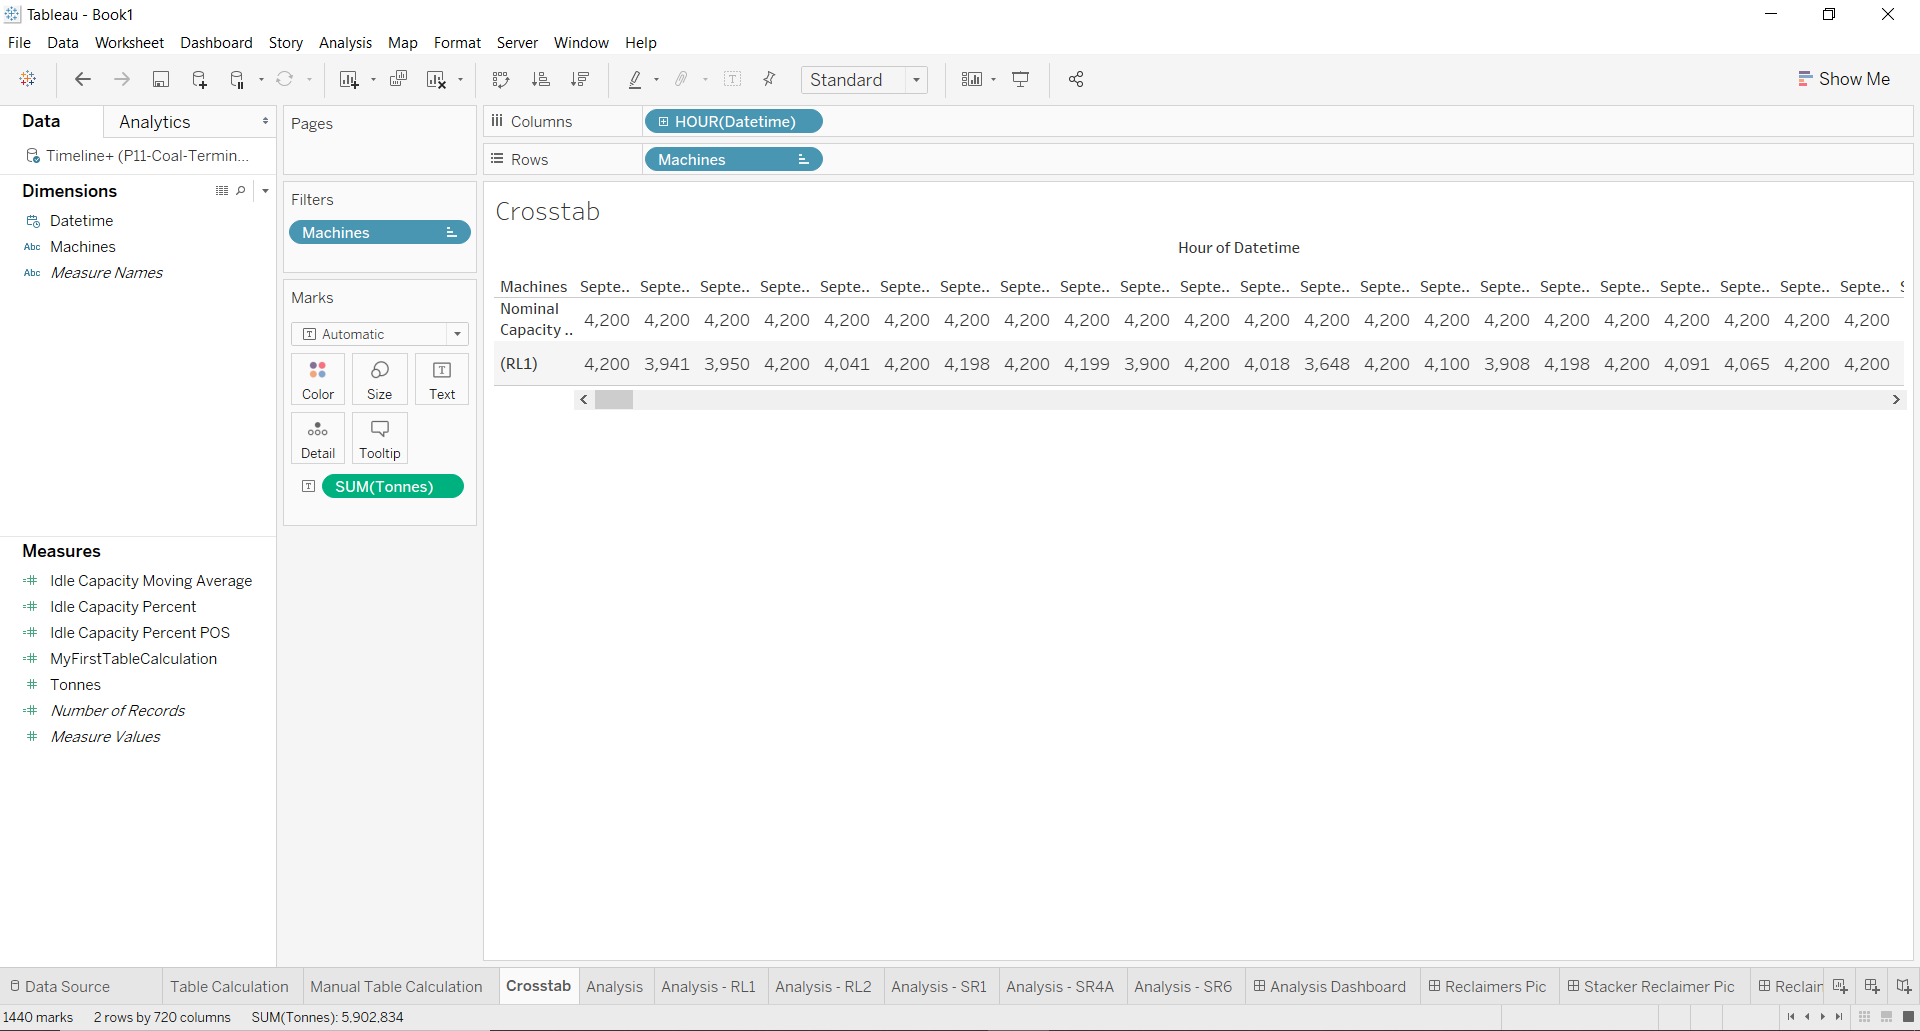 Tableau - Book1
File Data Worksheet Dashboard Story Analysis Map Format Server Window Help
Standard
Show Me
Data
Analytics
Timeline+ (P11-Coal-Termin...
Dimensions
Datetime
Abc Machines
Abc Measure Names
Measures
Idle Capacity Moving Average
Idle Capacity Percent
Idle Capacity Percent POS
MyFirstTableCalculation
Tonnes
Number of Records
Measure Values
Pages
Filters
Machines
Marks
Automatic
Color Size Text
Detail Tooltip
SUM(Tonnes)
Columns HOUR(Datetime)
Rows Machines
Crosstab
Hour of Datetime
Machines Septe.. Septe.. Septe.. Septe.. Septe.. Septe.. Septe.. Septe.. Septe.. Septe.. Septe.. Septe.. Septe.. Septe.. Septe.. Septe.. Septe.. Septe.. Septe.. Septe.. Septe.. Septe..
Nominal
Capacity .. 4,200 4,200 4,200 4,200 4,200 4,200 4,200 4,200 4,200 4,200 4,200 4,200 4,200 4,200 4,200 4,200 4,200 4,200 4,200 4,200 4,200 4,200
(RL1) 4,200 3,941 3,950 4,200 4,041 4,200 4,198 4,200 4,199 3,900 4,200 4,018 3,648 4,200 4,100 3,908 4,198 4,200 4,091 4,065 4,200 4,200
Data Source Table Calculation Manual Table Calculation Crosstab Analysis Analysis - RL1 Analysis - RL2 Analysis - SR1 Analysis - SR4A Analysis - SR6 Analysis Dashboard Reclaimers Pic Stacker Reclaimer Pic Reclain
1440 marks 2 rows by 720 columns SUM(Tonnes): 5,902,834